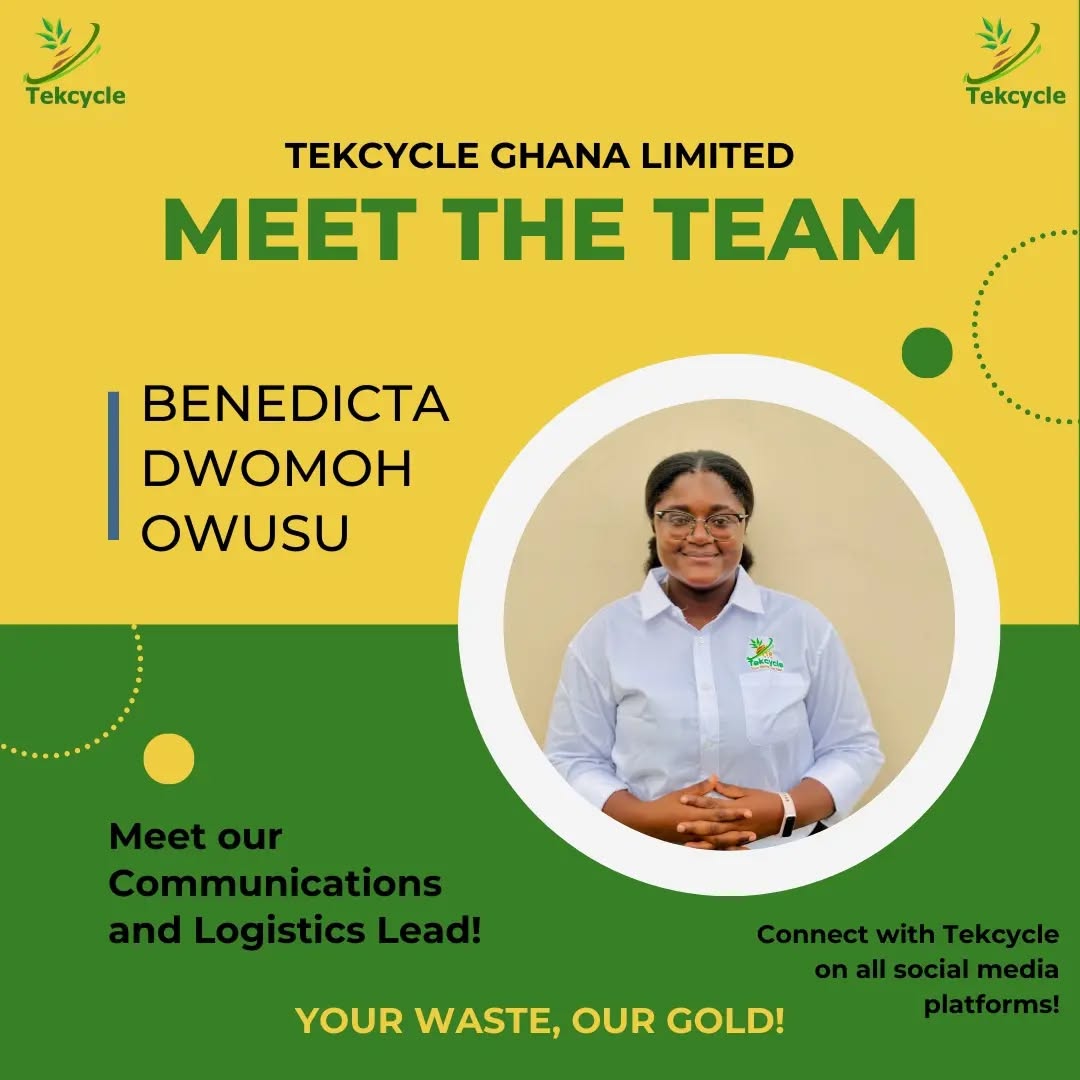 Tekcycle
Tekcycle
TEKCYCLE GHANA LIMITED
MEET THE TEAM
BENEDICTA
DWOMOH
OWUSU
Tekcycle
Meet our
Communications
and Logistics Lead!
Connect with Tekcycle
on all social media
platforms!
YOUR WASTE, OUR GOLD!